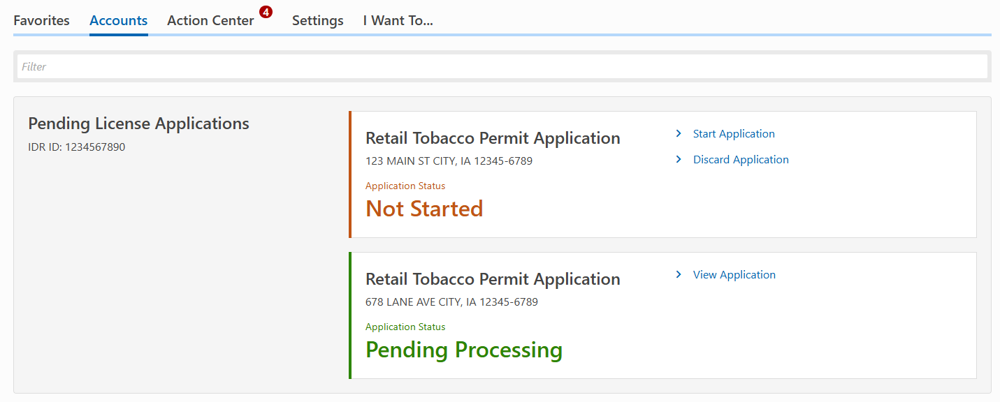 Favorites Accounts Action Center 4 Settings I Want To...
Filter
Pending License Applications
IDR ID: 1234567890
Retail Tobacco Permit Application
123 MAIN ST CITY, IA 12345-6789
Application Status
Not Started
Start Application
Discard Application
Retail Tobacco Permit Application
678 LANE AVE CITY, IA 12345-6789
Application Status
Pending Processing
View Application